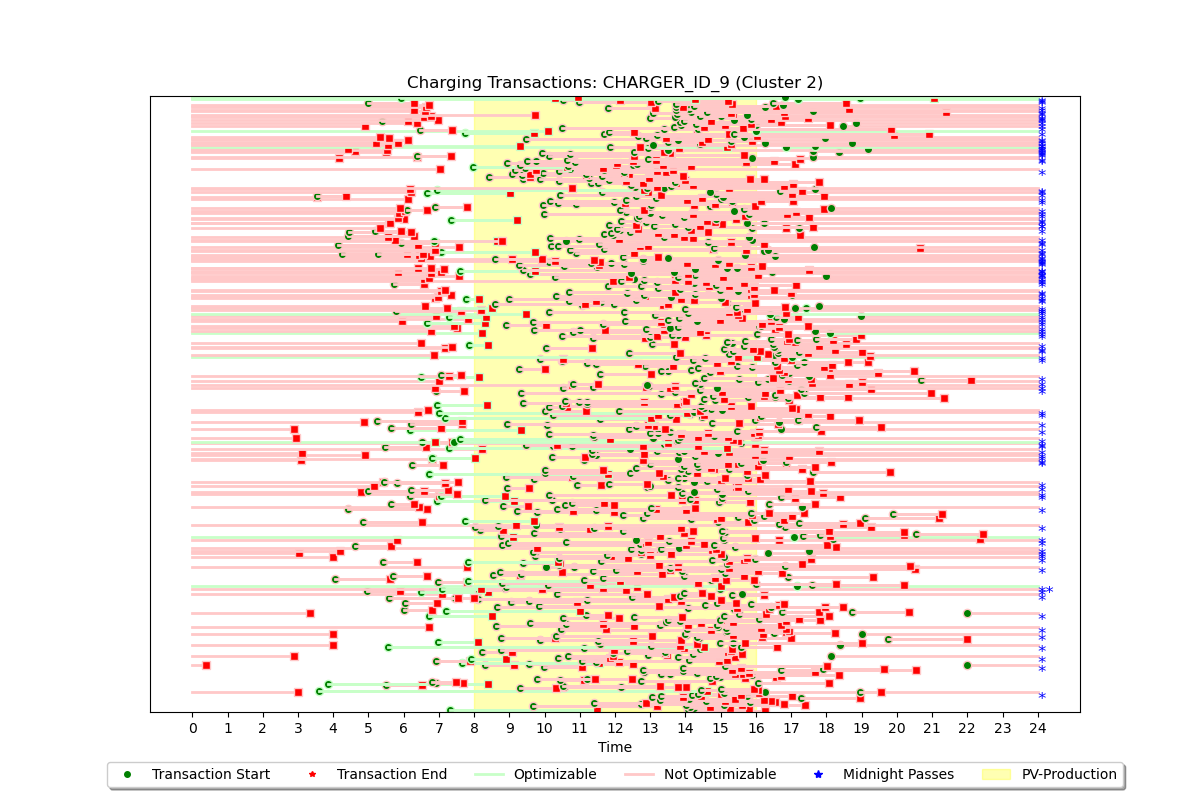 Charging Transactions: CHARGER_ID_9 (Cluster 2)
0 1 2 3 4 5 6 7 8 9 10 11 12 13 14 15 16 17 18 19 20 21 22 23 24
Time
Transaction Start Transaction End Optimizable Not Optimizable Midnight Passes PV-Production